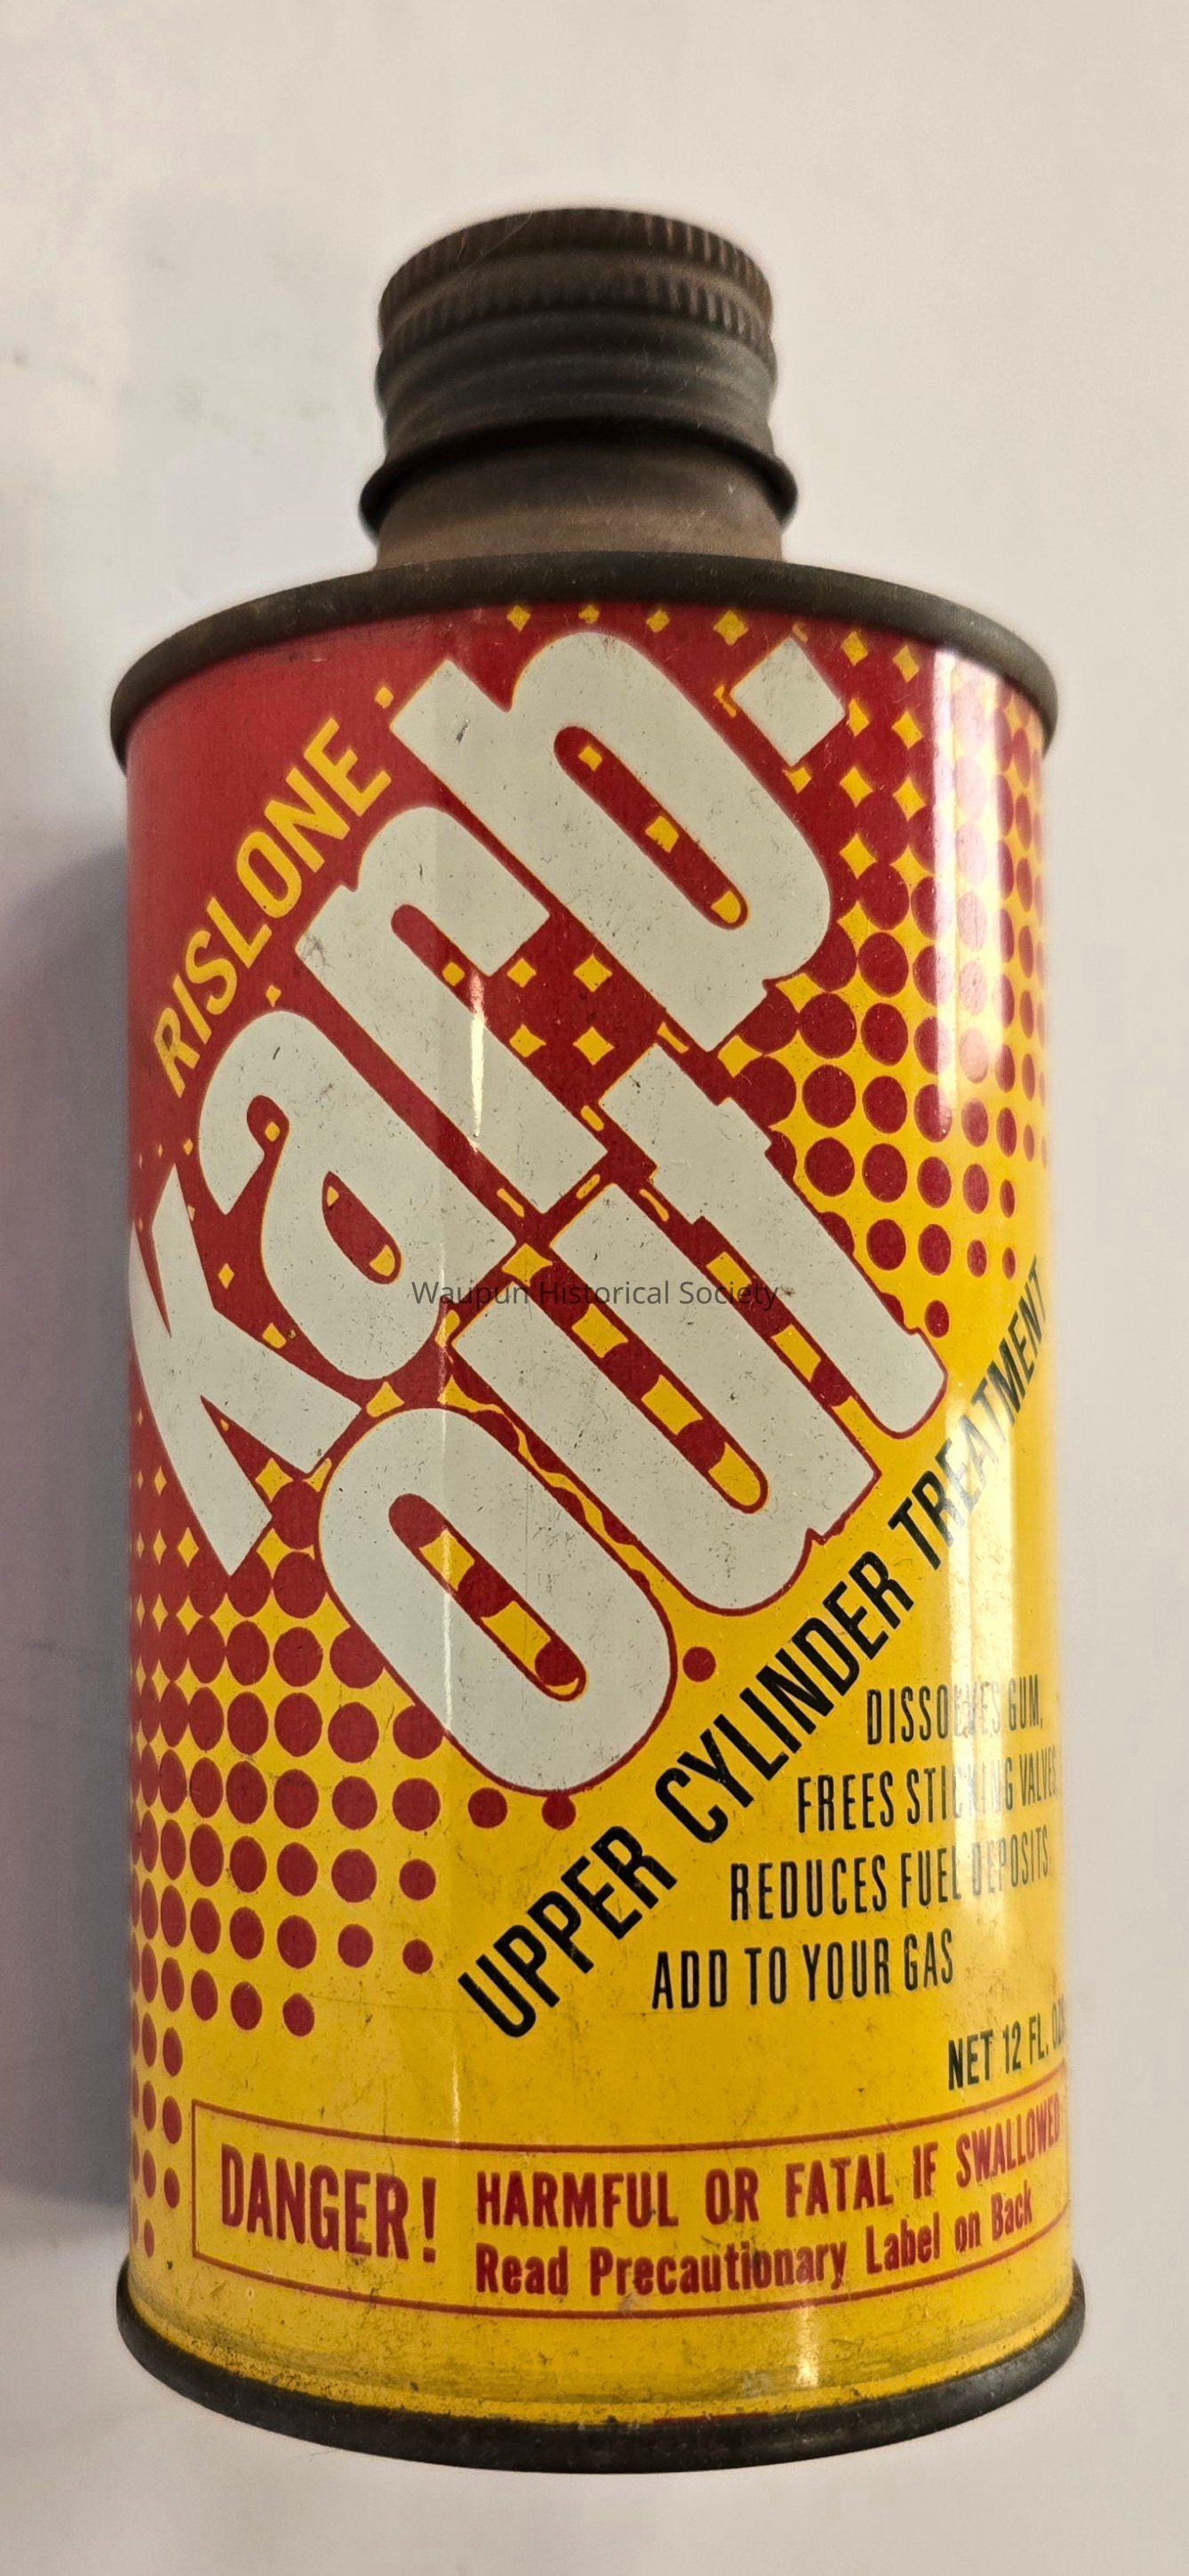 RISLONE
Karb.
out
Waupun Historical Society
UPPER CYLINDER TREATMENT
DISSOLVES GUM,
FREES STICKING VALVES
REDUCES FUEL DEPOSITS
ADD TO YOUR GAS
NET 12 FL. OZ
DANGER! HARMFUL OR FATAL IF SWALLOWED
Read Precautionary Label on Back